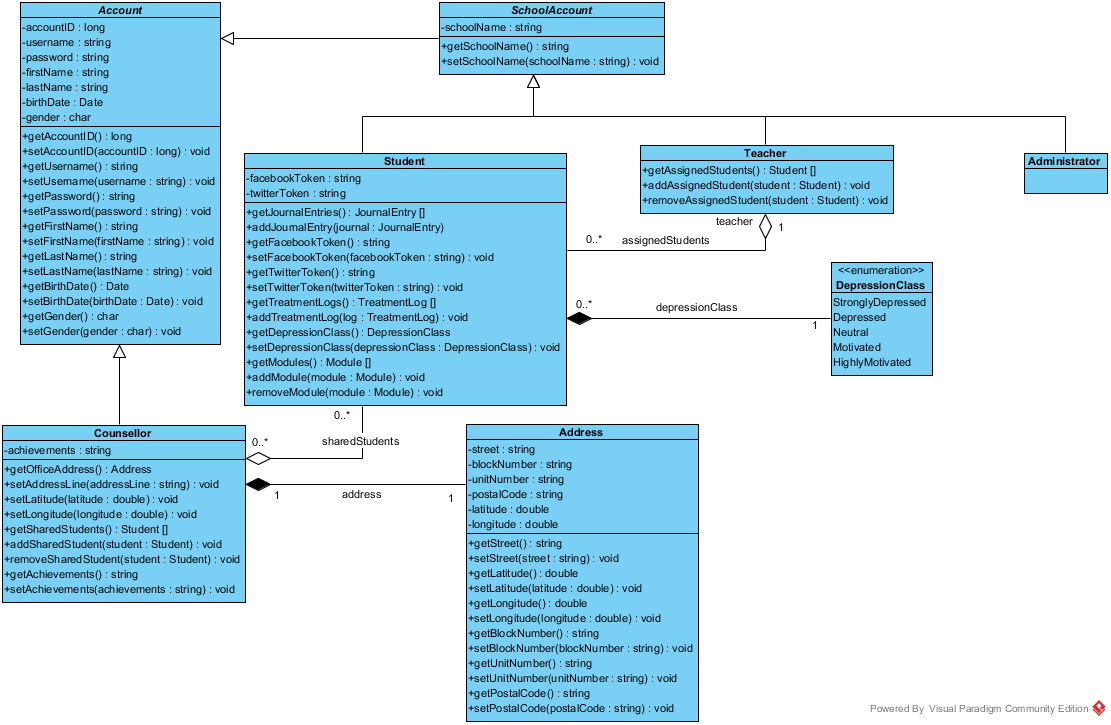 Account
-accountID : long
-username : string
-password : string
-firstName : string
-lastName : string
-birthDate : Date
-gender : char
+getAccountID() : long
+setAccountID(accountID : long) : void
+getUsername() : string
+setUsername(username : string) : void
+getPassword() : string
+setPassword(password : string) : void
+getFirstName() : string
+setFirstName(firstName : string) : void
+getLastName() : string
+setLastName(lastName : string) : void
+getBirthDate() : Date
+setBirthDate(birthDate : Date) : void
+getGender() : char
+setGender(gender : char) : void
SchoolAccount
-schoolName : string
+getSchoolName() : string
+setSchoolName(schoolName : string) : void
Student
-facebookToken : string
-twitterToken : string
+getJournalEntries() : JournalEntry []
+addJournalEntry(journal : JournalEntry)
+getFacebookToken() : string
+setFacebookToken(facebookToken : string) : void
+getTwitterToken() : string
+setTwitterToken(twitterToken : string) : void
+getTreatmentLogs() : TreatmentLog []
+addTreatmentLog(log : TreatmentLog) : void
+getDepressionClass() : DepressionClass
+setDepressionClass(depressionClass : DepressionClass) : void
+getModules() : Module []
+addModule(module : Module) : void
+removeModule(module : Module) : void
Teacher
+getAssignedStudents() : Student []
+addAssignedStudent(student : Student) : void
+removeAssignedStudent(student : Student) : void
Administrator
teacher
1
0..*
assignedStudents
<<enumeration>>
DepressionClass
StronglyDepressed
Depressed
Neutral
Motivated
HighlyMotivated
0..*
depressionClass
1
0..*
sharedStudents
0..*
Counsellor
-achievements : string
+getOfficeAddress() : Address
+setAddressLine(addressLine : string) : void
+setLatitude(latitude : double) : void
+setLongitude(longitude : double) : void
+getSharedStudents() : Student []
+addSharedStudent(student : Student) : void
+removeSharedStudent(student : Student) : void
+getAchievements() : string
+setAchievements(achievements : string) : void
1
address
1
Address
-street : string
-blockNumber : string
-unitNumber : string
-postalCode : string
-latitude : double
-longitude : double
+getStreet() : string
+setStreet(street : string) : void
+getLatitude() : double
+setLatitude(latitude : double) : void
+getLongitude() : double
+setLongitude(longitude : double) : void
+getBlockNumber() : string
+setBlockNumber(blockNumber : string) : void
+getUnitNumber() : string
+setUnitNumber(unitNumber : string) : void
+getPostalCode() : string
+setPostalCode(postalCode : string) : void
Powered By Visual Paradigm Community Edition